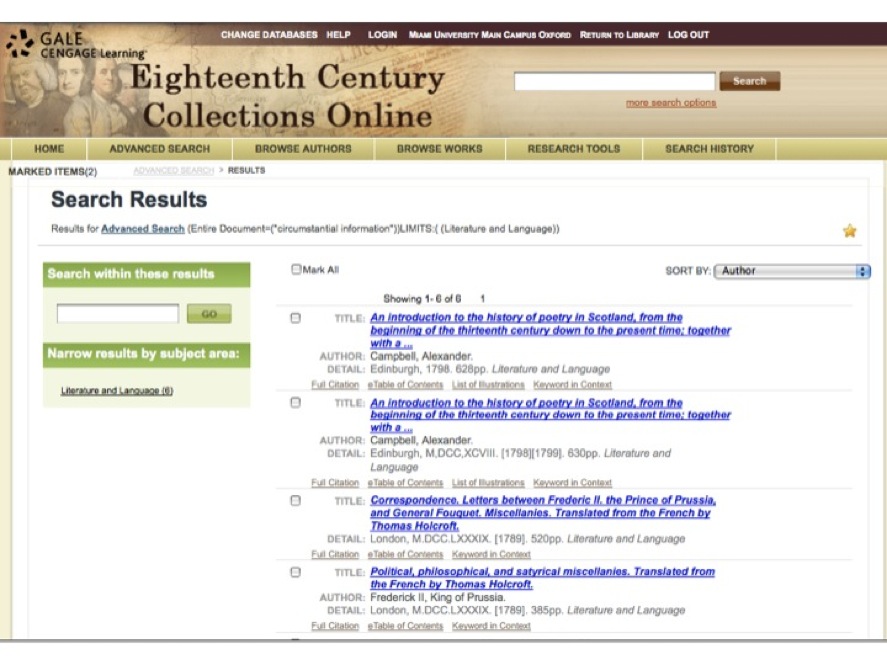 GALE
CENGAGE Learning
CHANGE DATABASES HELP LOGIN MIAMI UNIVERSITY MAIN CAMPUS OXFORD RETURN TO LIBRARY LOG OUT
Eighteenth Century
Collections Online
Search
more search options
HOME ADVANCED SEARCH BROWSE AUTHORS BROWSE WORKS RESEARCH TOOLS SEARCH HISTORY
MARKED ITEMS(2) ADVANCED SEARCH > RESULTS
Search Results
Results for Advanced Search (Entire Document=("circumstantial information"))LIMITS:( (Literature and Language))
Search within these results
GO
Narrow results by subject area:
Literature and Language (6)
Mark All
SORT BY: Author
Showing 1- 6 of 6 1
TITLE: An introduction to the history of poetry in Scotland, from the
beginning of the thirteenth century down to the present time; together
with a ...
AUTHOR: Campbell, Alexander.
DETAIL: Edinburgh, 1798. 628pp. Literature and Language
Full Citation eTable of Contents List of Illustrations Keyword in Context
TITLE: An introduction to the history of poetry in Scotland, from the
beginning of the thirteenth century down to the present time; together
with a ...
AUTHOR: Campbell, Alexander.
DETAIL: Edinburgh, M,DCC,XCVIII. [1798][1799]. 630pp. Literature and
Language
Full Citation eTable of Contents List of Illustrations Keyword in Context
TITLE: Correspondence. Letters between Frederic II. the Prince of Prussia,
and General Fouquet. Miscellanies. Translated from the French by
Thomas Holcroft.
DETAIL: London, M.DCC.LXXXIX. [1789]. 520pp. Literature and Language
Full Citation eTable of Contents Keyword in Context
TITLE: Political, philosophical, and satyrical miscellanies. Translated from
the French by Thomas Holcroft.
AUTHOR: Frederick II, King of Prussia.
DETAIL: London, M.DCC.LXXXIX. [1789]. 385pp. Literature and Language
Full Citation eTable of Contents Keyword in Context